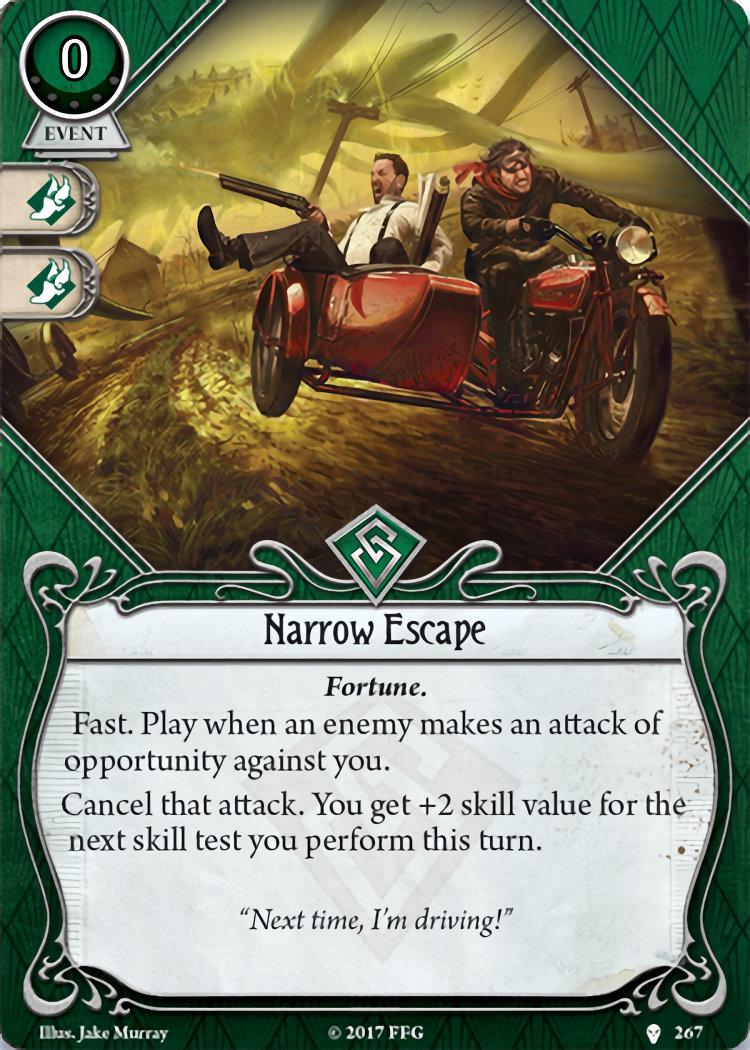 0
EVENT
Narrow Escape
Fortune.
Fast. Play when an enemy makes an attack of
opportunity against you.
Cancel that attack. You get +2 skill value for the
next skill test you perform this turn.
“Next time, I’m driving!”
Illus. Jake Murray © 2017 FFG 267